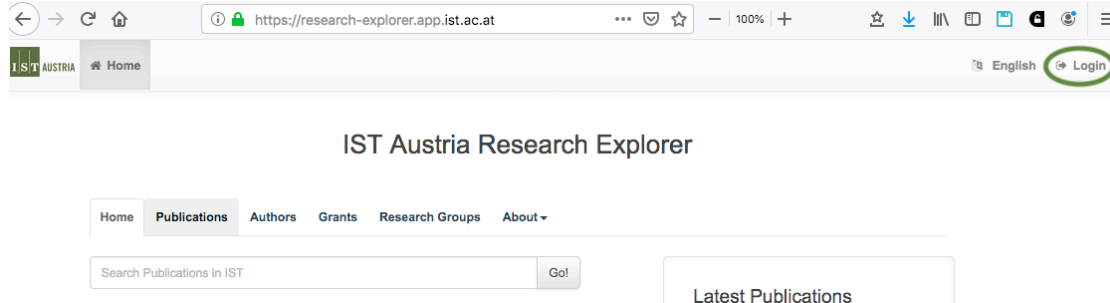 https://research-explorer.app.ist.ac.at 100%
IST AUSTRIA Home English Login
IST Austria Research Explorer
Home Publications Authors Grants Research Groups About
Search Publications in IST Go!
Latest Publications